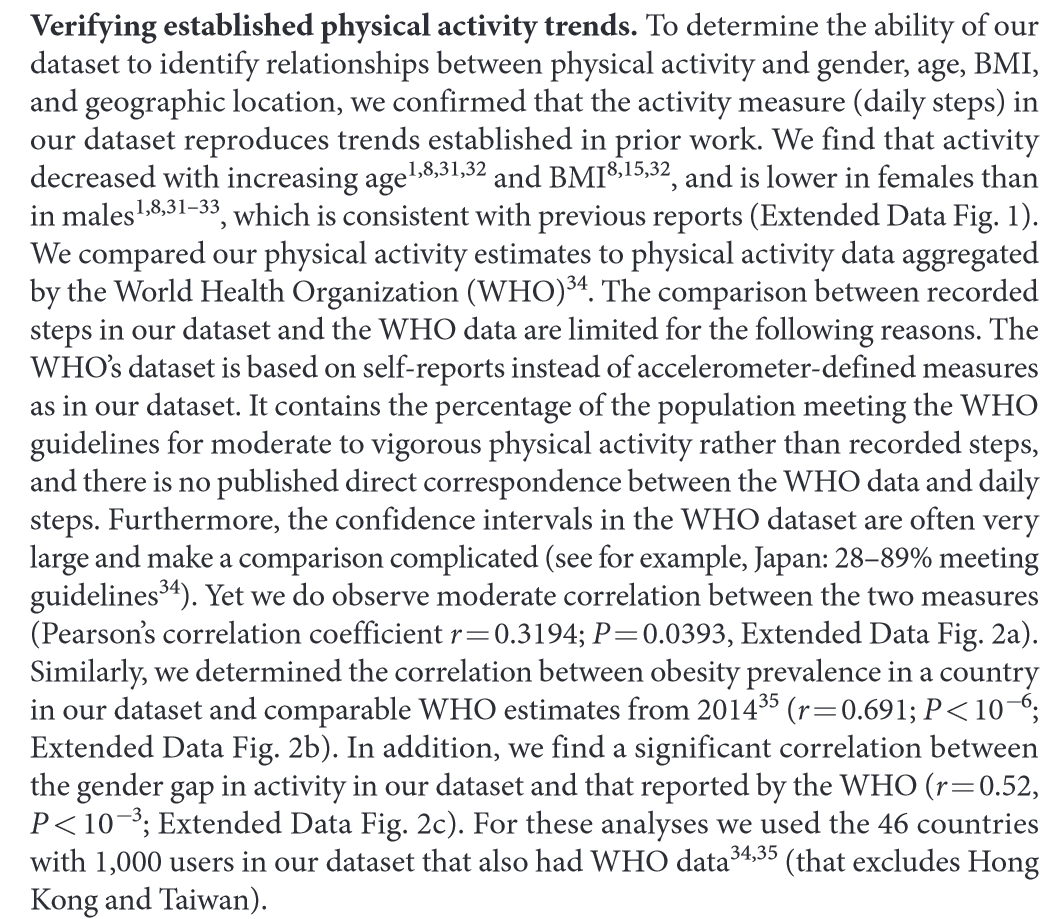 Verifying established physical activity trends. To determine the ability of our
dataset to identify relationships between physical activity and gender, age, BMI,
and geographic location, we confirmed that the activity measure (daily steps) in
our dataset reproduces trends established in prior work. We find that activity
decreased with increasing age1,8,31,32 and BMI8,15,32, and is lower in females than
in males1,8,31–33, which is consistent with previous reports (Extended Data Fig. 1).
We compared our physical activity estimates to physical activity data aggregated
by the World Health Organization (WHO)34. The comparison between recorded
steps in our dataset and the WHO data are limited for the following reasons. The
WHO’s dataset is based on self-reports instead of accelerometer-defined measures
as in our dataset. It contains the percentage of the population meeting the WHO
guidelines for moderate to vigorous physical activity rather than recorded steps,
and there is no published direct correspondence between the WHO data and daily
steps. Furthermore, the confidence intervals in the WHO dataset are often very
large and make a comparison complicated (see for example, Japan: 28–89% meeting
guidelines34). Yet we do observe moderate correlation between the two measures
(Pearson’s correlation coefficient r = 0.3194; P = 0.0393, Extended Data Fig. 2a).
Similarly, we determined the correlation between obesity prevalence in a country
in our dataset and comparable WHO estimates from 201435 (r = 0.691; P < 10−6;
Extended Data Fig. 2b). In addition, we find a significant correlation between
the gender gap in activity in our dataset and that reported by the WHO (r = 0.52,
P < 10−3; Extended Data Fig. 2c). For these analyses we used the 46 countries
with 1,000 users in our dataset that also had WHO data34,35 (that excludes Hong
Kong and Taiwan).